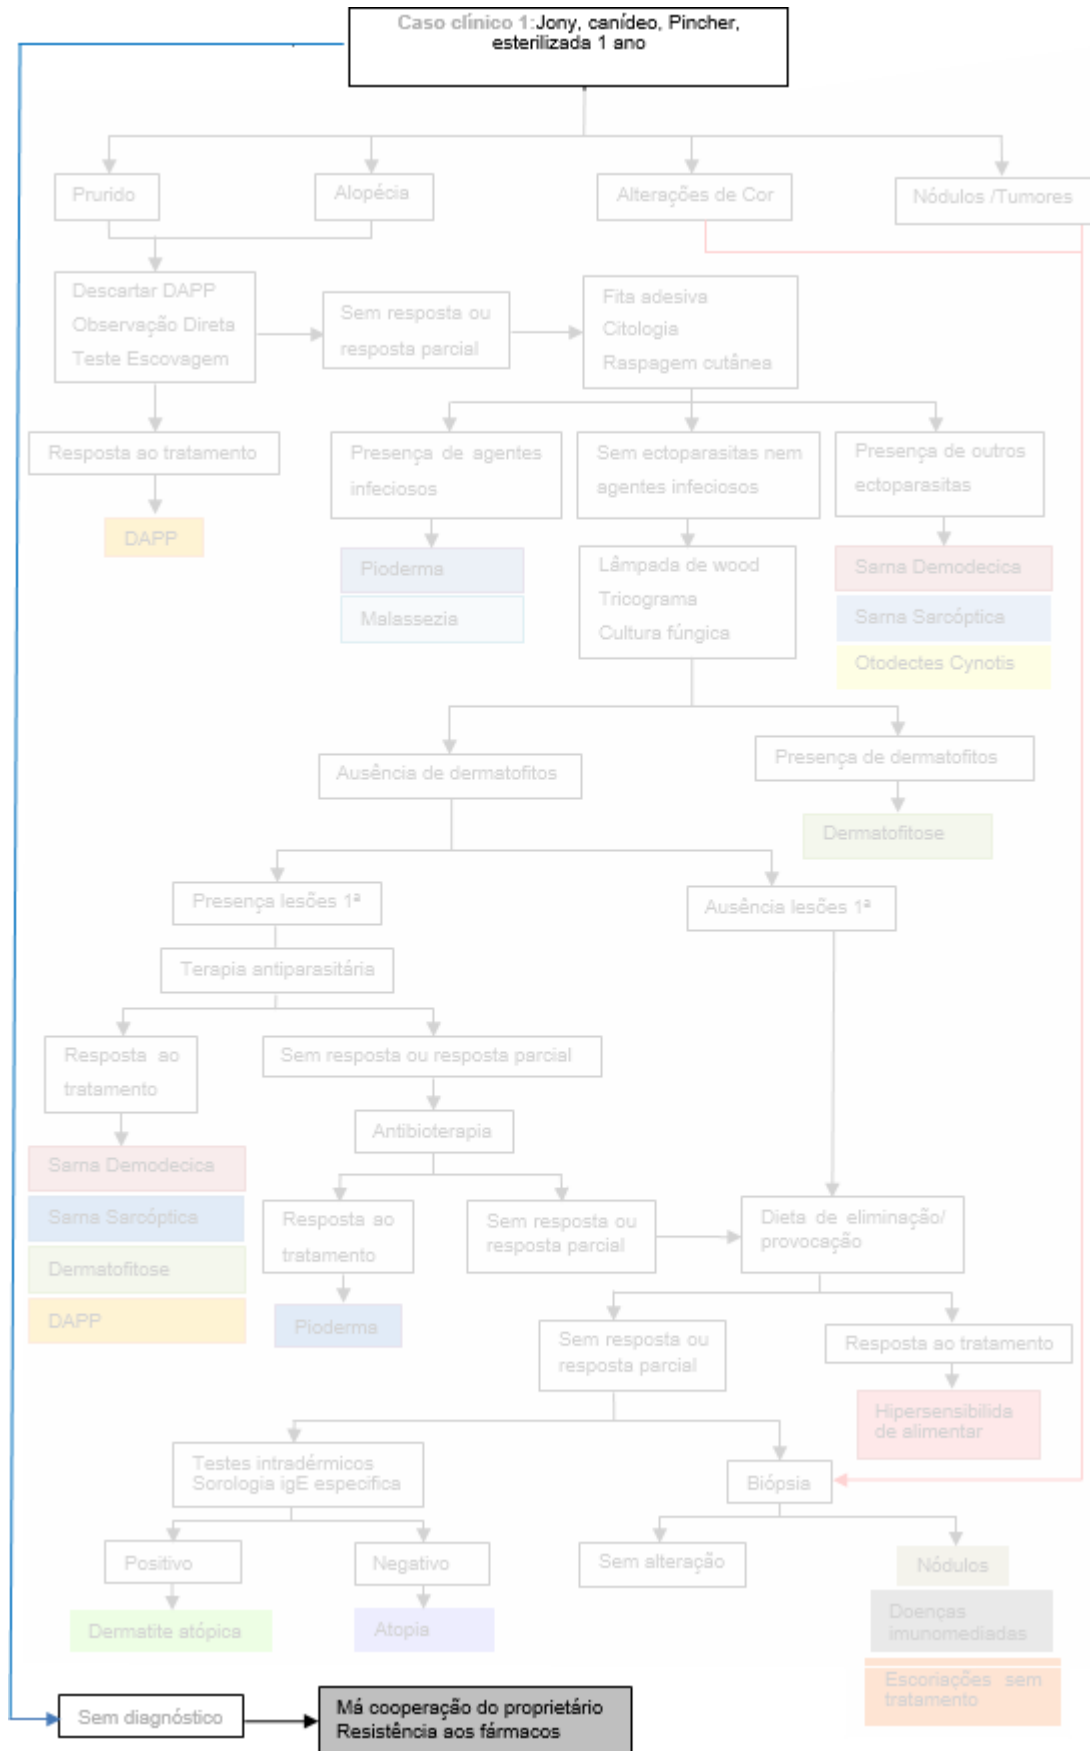 Caso clínico 1:Jony, canídeo, Pincher,
esterilizada 1 ano
Prurido
Alopécia
Alterações de Cor
Nódulos /Tumores
Descartar DAPP
Observação Direta
Teste Escovagem
Sem resposta ou
resposta parcial
Fita adesiva
Citologia
Raspagem cutânea
Resposta ao tratamento
Presença de agentes
infeciosos
Sem ectoparasitas nem
agentes infeciosos
Presença de outros
ectoparasitas
DAPP
Pioderma
Malassezia
Lâmpada de wood
Tricograma
Cultura fúngica
Sarna Demodecica
Sarna Sarcóptica
Otodectes Cynotis
Ausência de dermatofitos
Presença de dermatofitos
Dermatofitose
Presença lesões 1ª
Ausência lesões 1ª
Terapia antiparasitária
Resposta ao
tratamento
Sem resposta ou resposta parcial
Antibioterapia
Sarna Demodecica
Sarna Sarcóptica
Dermatofitose
DAPP
Resposta ao
tratamento
Sem resposta ou
resposta parcial
Dieta de eliminação/
provocação
Pioderma
Sem resposta ou
resposta parcial
Resposta ao tratamento
Hipersensibilida
de alimentar
Testes intradérmicos
Sorologia igE especifica
Biópsia
Positivo
Negativo
Sem alteração
Nódulos
Dermatite atópica
Atopia
Doenças
imunomediadas
Escoriações sem
tratamento
Sem diagnóstico
Má cooperação do proprietário
Resistência aos fármacos